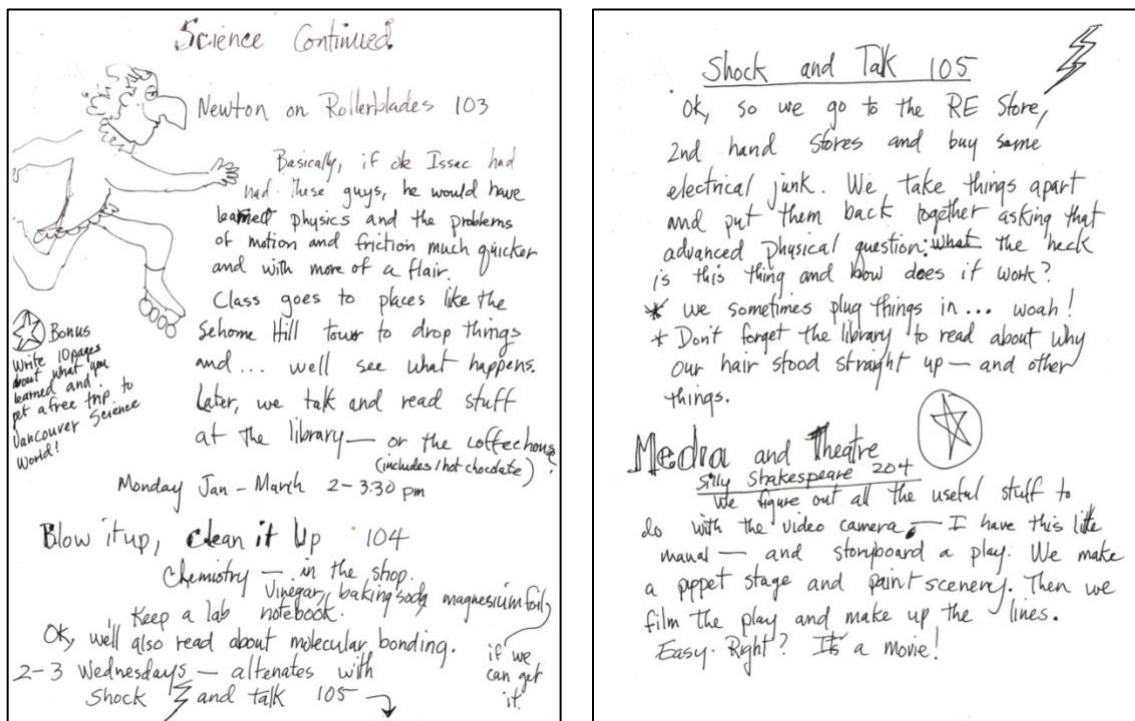 Science Continued.
Newton on Rollerblades 103
Basically, if ole Issac had
had these guys, he would have
learned physics and the problems
of motion and friction much quicker
and with more of a flair.
Class goes to places like the
Sehome Hill tower to drop things
and... well see what happens.
Later, we talk and read stuff
at the library — or the coffeehouse.
(includes 1 hot chocolate)
Monday Jan - March 2-3:30 pm
Bonus
Write 10 pages
about what you
learned and
get a free trip to
Vancouver Science
World!
Blow it up, clean it Up 104
Chemistry — in the shop.
Vinegar, baking soda, magnesium foil,
if we
can get
it.
Keep a lab notebook.
Ok, we'll also read about molecular bonding.
2-3 Wednesdays — altenates with
Shock and talk 105
Shock and Talk 105
Ok, so we go to the RE Store,
2nd hand stores and buy some
electrical junk. We take things apart
and put them back together asking that
advanced physical question: what the heck
is this thing and how does it work?
* we sometimes plug things in... woah!
* Don't forget the library to read about why
our hair stood straight up — and other
things.
Media and Theatre
Silly Shakespeare 204
We figure out all the useful stuff to
do with the video camera, — I have this little
manual — and storyboard a play. We make
a puppet stage and paint scenery. Then we
film the play and make up the lines.
Easy. Right? It's a movie!